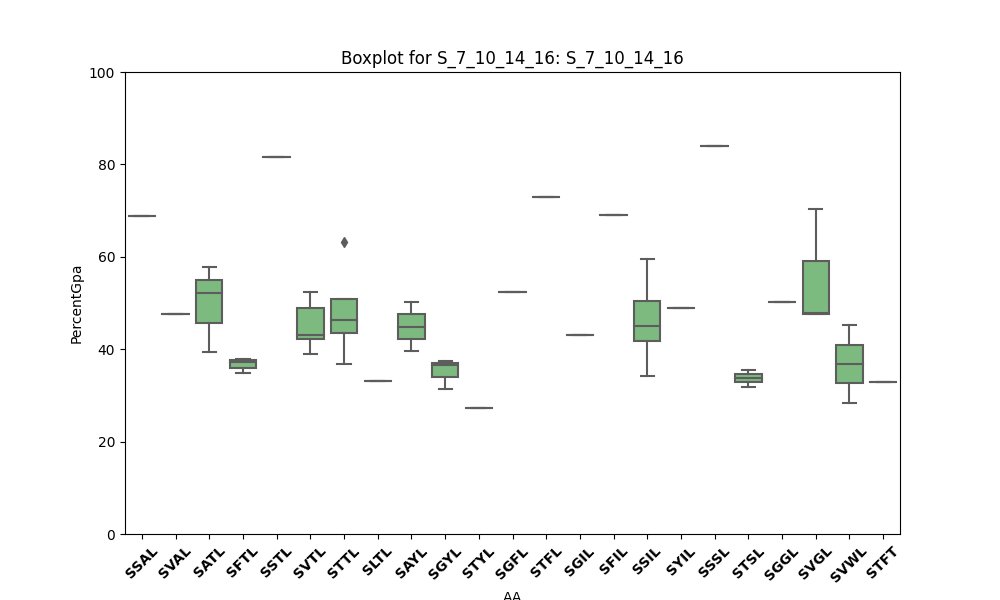 Boxplot for S_7_10_14_16: S_7_10_14_16
100
80
60
40
20
0
PercentGpa
SSAL SVAL SATL SFTL SSTL SVTL STTL SLTL SAYL SGYL STYL SGFL STFL SGIL SFIL SSIL SYIL SSSL STSL SGGL SVGL SVWL STFT
AA